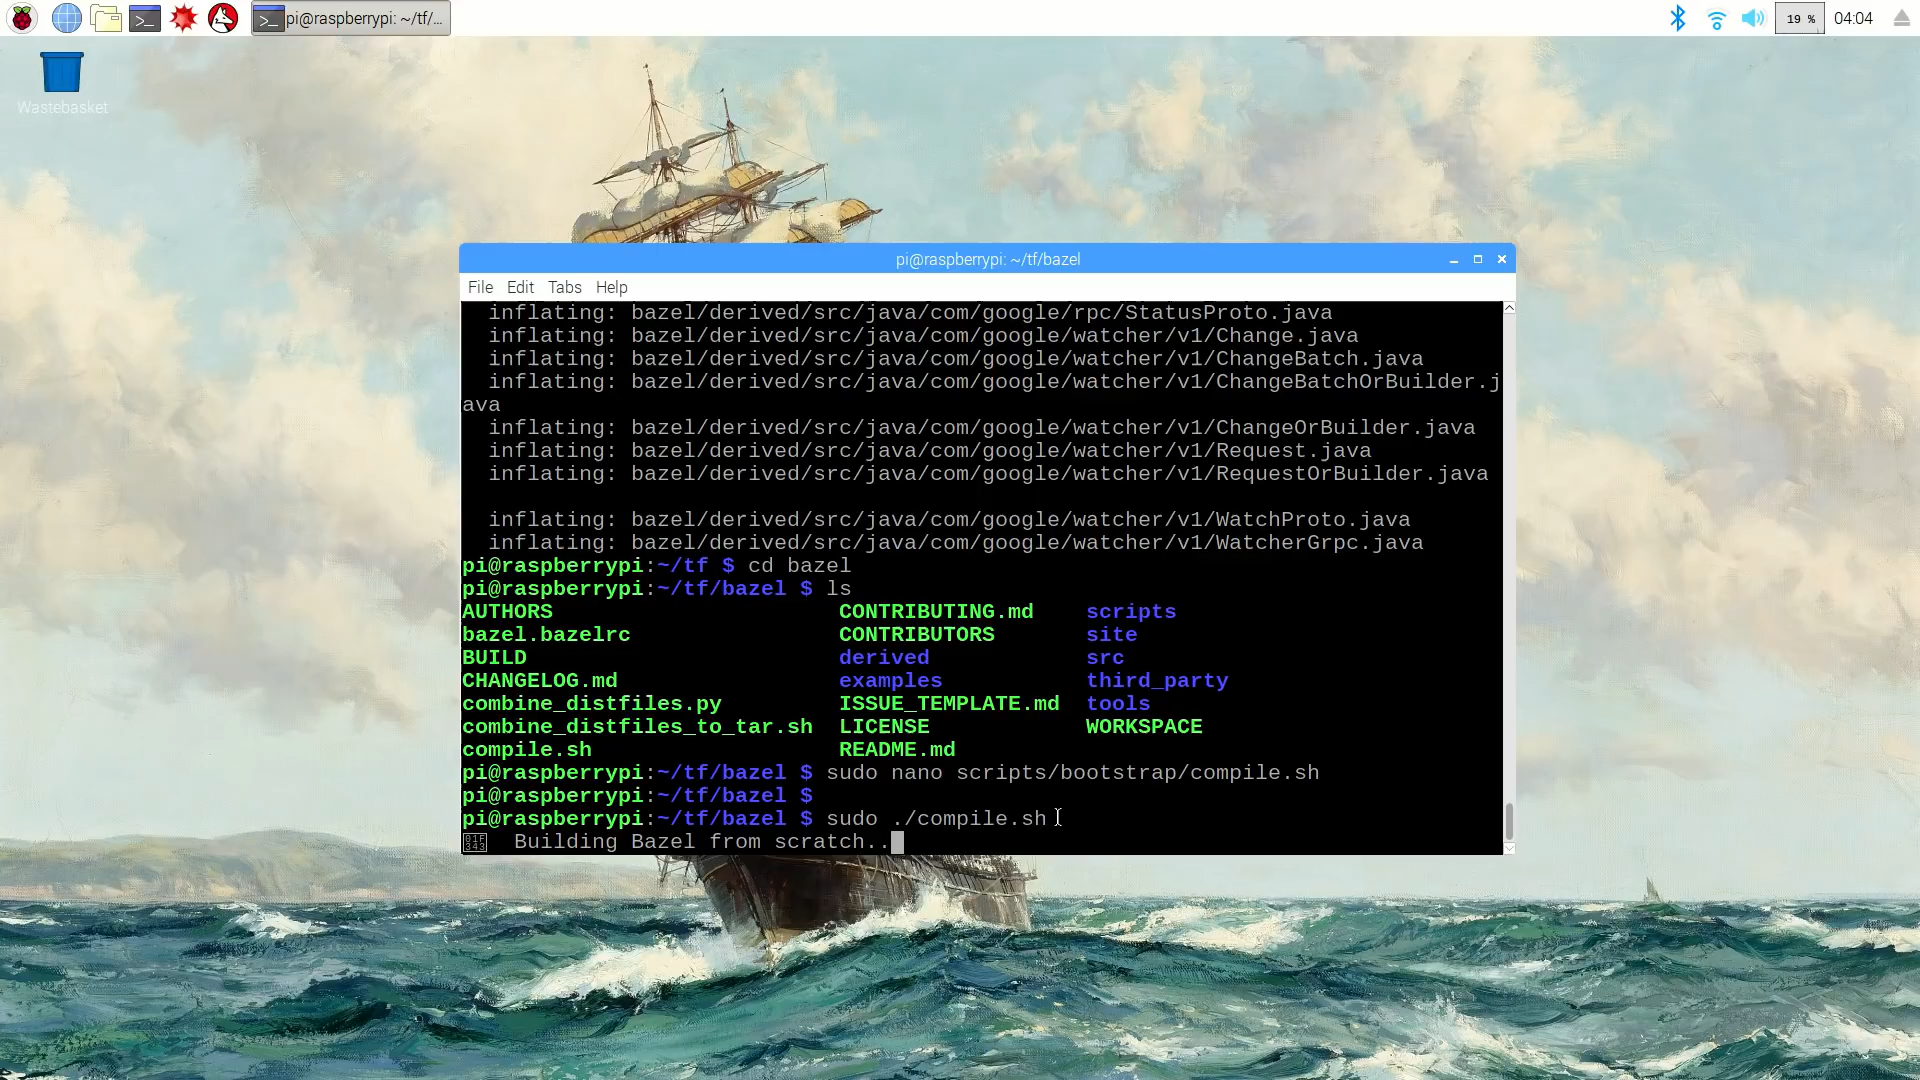 pi@raspberrypi: ~/tf/...
19 %
04:04
Wastebasket
pi@raspberrypi: ~/tf/bazel
File Edit Tabs Help
inflating: bazel/derived/src/java/com/google/rpc/StatusProto.java
inflating: bazel/derived/src/java/com/google/watcher/v1/Change.java
inflating: bazel/derived/src/java/com/google/watcher/v1/ChangeBatch.java
inflating: bazel/derived/src/java/com/google/watcher/v1/ChangeBatchOrBuilder.j
ava
inflating: bazel/derived/src/java/com/google/watcher/v1/ChangeOrBuilder.java
inflating: bazel/derived/src/java/com/google/watcher/v1/Request.java
inflating: bazel/derived/src/java/com/google/watcher/v1/RequestOrBuilder.java
inflating: bazel/derived/src/java/com/google/watcher/v1/WatchProto.java
inflating: bazel/derived/src/java/com/google/watcher/v1/WatcherGrpc.java
pi@raspberrypi:~/tf $ cd bazel
pi@raspberrypi:~/tf/bazel $ ls
AUTHORS CONTRIBUTING.md scripts
bazel.bazelrc CONTRIBUTORS site
BUILD derived src
CHANGELOG.md examples third_party
combine_distfiles.py ISSUE_TEMPLATE.md tools
combine_distfiles_to_tar.sh LICENSE WORKSPACE
compile.sh README.md
pi@raspberrypi:~/tf/bazel $ sudo nano scripts/bootstrap/compile.sh
pi@raspberrypi:~/tf/bazel $
pi@raspberrypi:~/tf/bazel $ sudo ./compile.sh
01F343 Building Bazel from scratch..